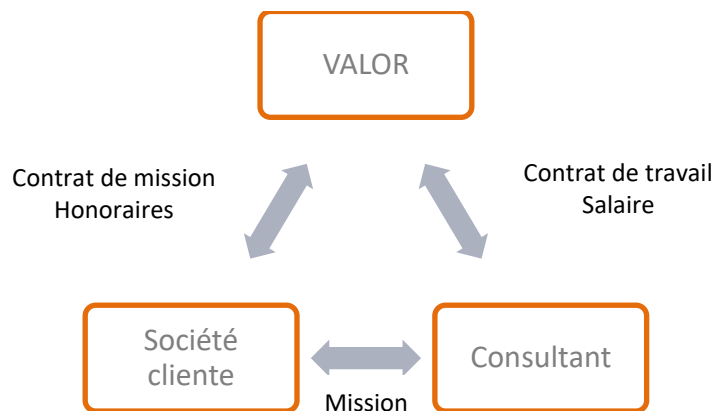 VALOR
Contrat de mission
Honoraires
Contrat de travail
Salaire
Société
cliente
Consultant
Mission